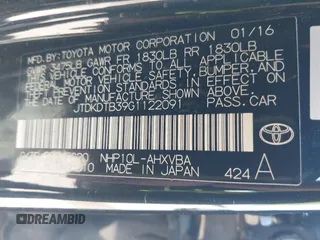 MFD. BY: TOYOTA MOTOR CORPORATION 01/16
GVWR 3475LB GAWR FR 1830LB RR 1830LB
THIS VEHICLE CONFORMS TO ALL APPLICABLE
FEDERAL MOTOR VEHICLE SAFETY, BUMPER, AND
THEFT PREVENTION STANDARDS IN EFFECT ON
THE DATE OF MANUFACTURE SHOWN ABOVE.
JTDKDTB39G1122091
NHP10L-AHXVBA
MADE IN JAPAN
424 A
TOYOTA
DREAMBID